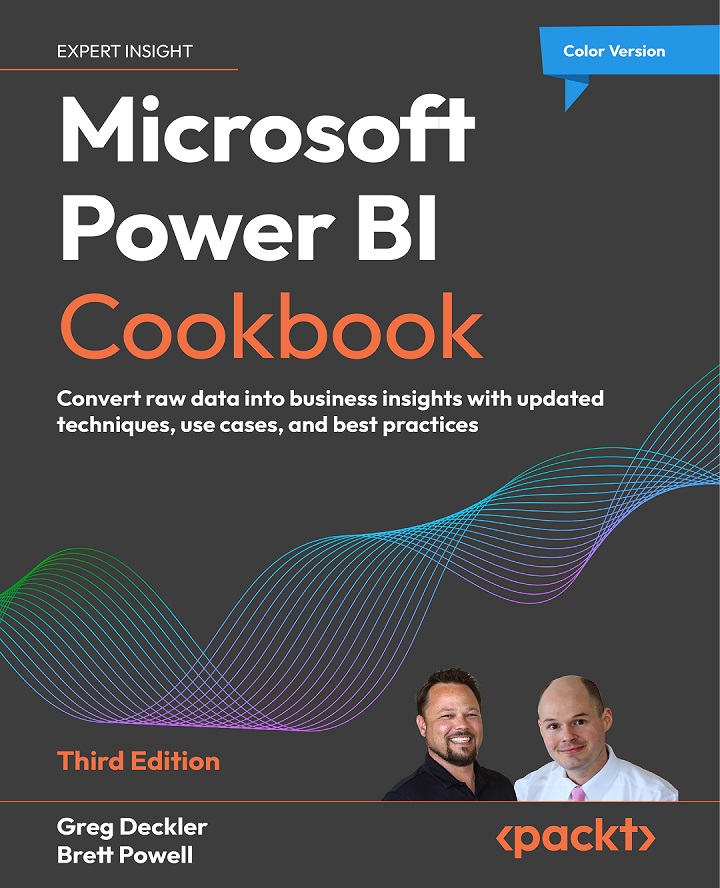 EXPERT INSIGHT
Color Version
Microsoft
Power BI
Cookbook
Convert raw data into business insights with updated
techniques, use cases, and best practices
Third Edition
Greg Deckler
Brett Powell
<packt>